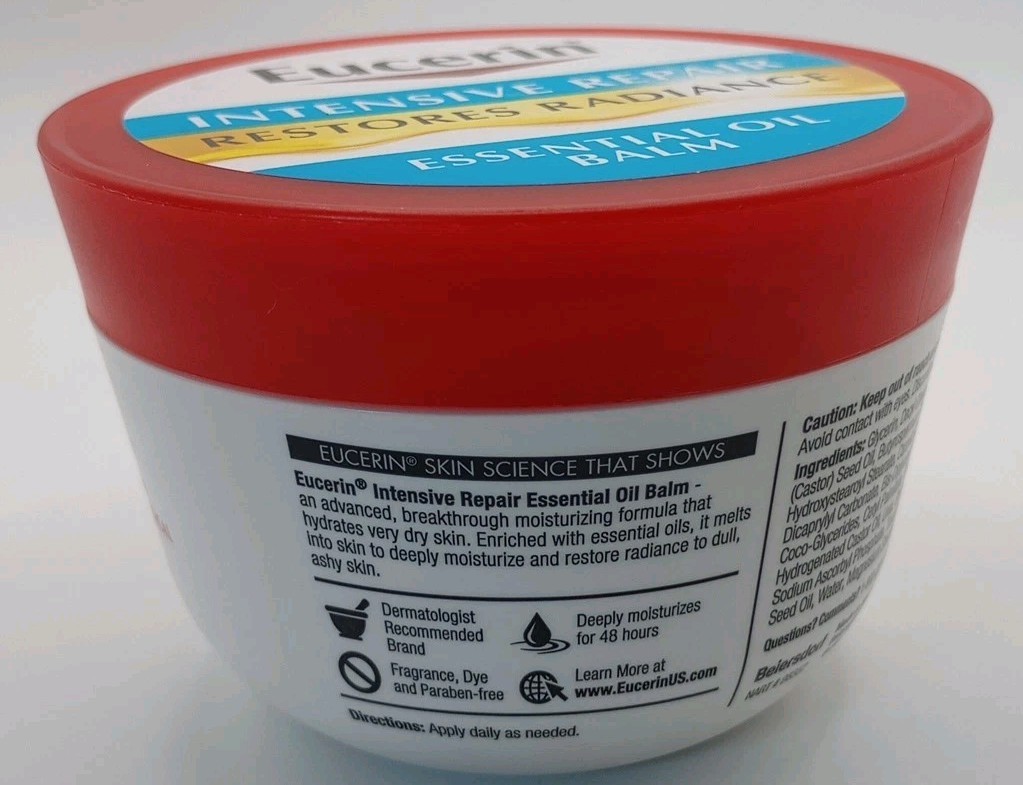 Eucerin
INTENSIVE REPAIR
RESTORES RADIANCE
ESSENTIAL OIL
BALM
EUCERIN® SKIN SCIENCE THAT SHOWS
Eucerin® Intensive Repair Essential Oil Balm -
an advanced, breakthrough moisturizing formula that
hydrates very dry skin. Enriched with essential oils, it melts
into skin to deeply moisturize and restore radiance to dull,
ashy skin.
Dermatologist
Recommended
Brand
Deeply moisturizes
for 48 hours
Fragrance, Dye
and Paraben-free
Learn More at
www.EucerinUS.com
Directions: Apply daily as needed.
Caution: Keep out of
Avoid contact with eyes.
Ingredients: Glycerin,
(Castor) Seed Oil,
Hydroxystearoyl
Dicaprylyl Carbonate,
Coco-Glycerides,
Hydrogenated Castor Oil,
Sodium Ascorbyl
Seed Oil, Water,
Questions?
Beiersdorf